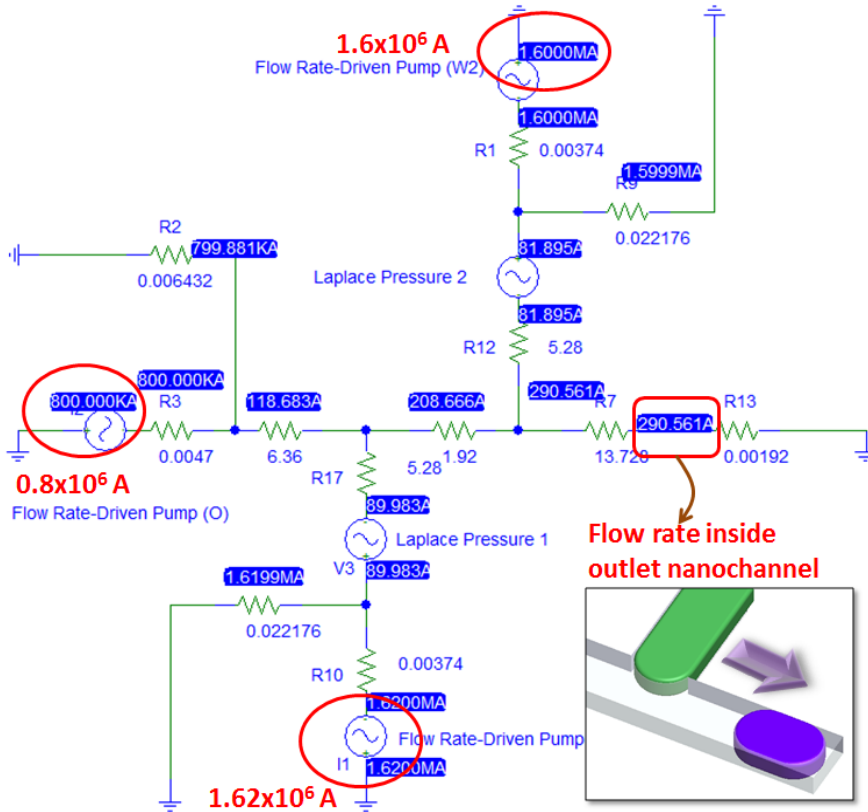 1.6x10⁶ A
1.6000MA
Flow Rate-Driven Pump (W2)
1.6000MA
R1
0.00374
1.5999MA
R9
0.022176
R2
799.881KA
0.006432
81.895A
Laplace Pressure 2
81.895A
R12
5.28
800.000KA
800.000KA
R3
118.683A
208.666A
290.561A
R7
290.561A
R13
0.0047
6.36
R17
5.28
1.92
13.728
0.00192
0.8x10⁶ A
Flow Rate-Driven Pump (O)
89.983A
Laplace Pressure 1
V3
89.983A
Flow rate inside
outlet nanochannel
1.6199MA
0.022176
R10
0.00374
1.6200MA
Flow Rate-Driven Pump
I1
1.6200MA
1.62x10⁶ A